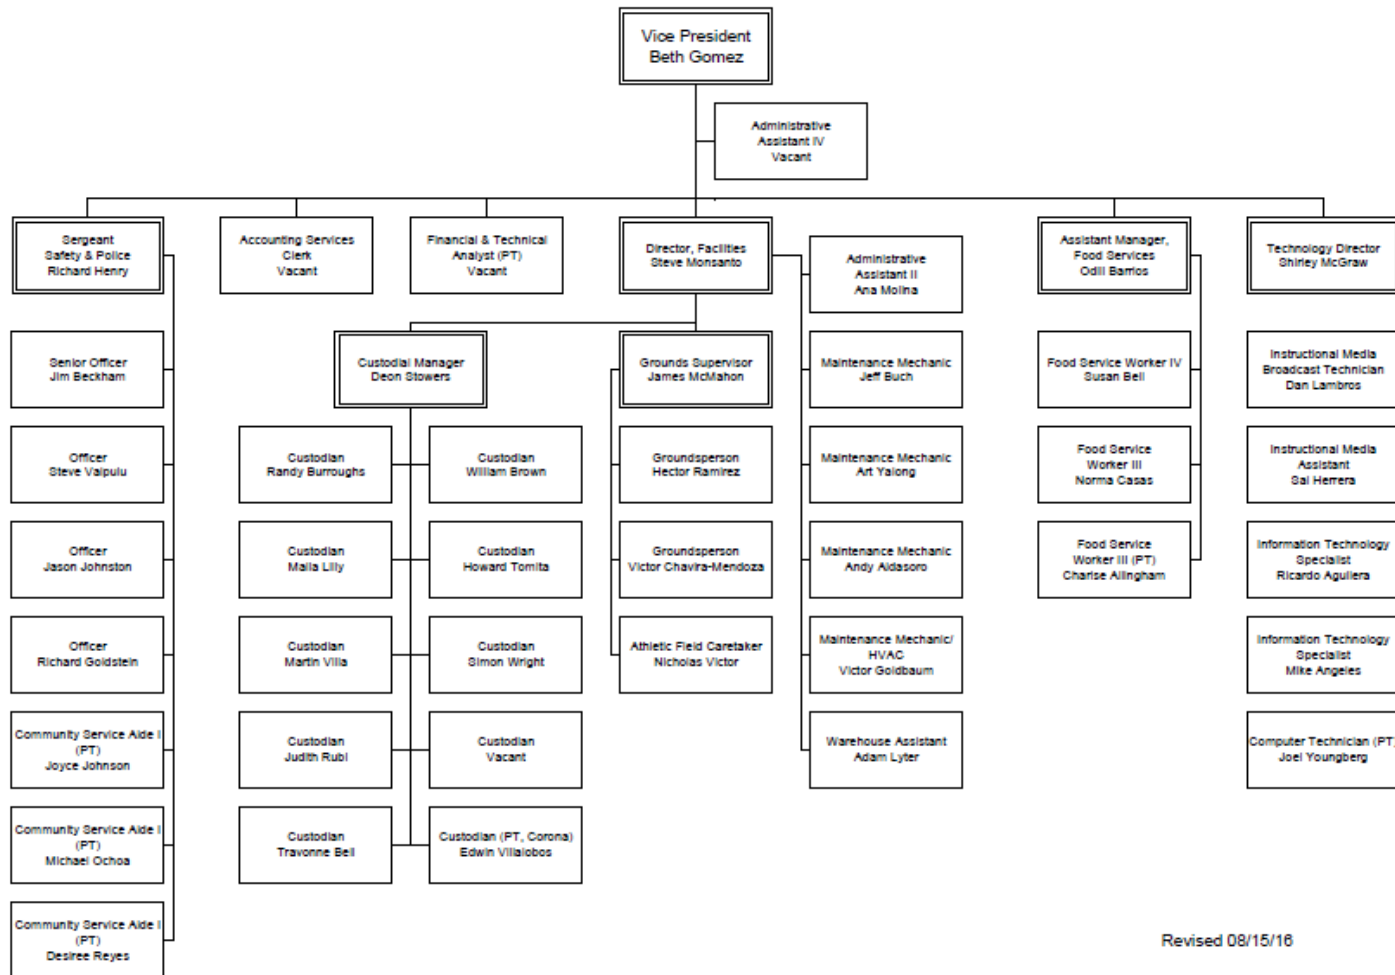 Vice President
Beth Gomez
Administrative
Assistant IV
Vacant
Sergeant
Safety & Police
Richard Henry
Accounting Services
Clerk
Vacant
Financial & Technical
Analyst (PT)
Vacant
Director, Facilities
Steve Monsanto
Administrative
Assistant II
Ana Molina
Assistant Manager,
Food Services
Odili Barrios
Technology Director
Shirley McGraw
Senior Officer
Jim Beckham
Officer
Steve Valpulu
Officer
Jason Johnston
Officer
Richard Goldstein
Community Service Aide I
(PT)
Joyce Johnson
Community Service Aide I
(PT)
Michael Ochoa
Community Service Aide I
(PT)
Desiree Reyes
Custodial Manager
Deon Stowers
Custodian
Randy Burroughs
Custodian
William Brown
Custodian
Malia Lilly
Custodian
Howard Tomita
Custodian
Martin Villa
Custodian
Simon Wright
Custodian
Judith Rubi
Custodian
Vacant
Custodian
Travonne Bell
Custodian (PT, Corona)
Edwin Villalobos
Grounds Supervisor
James McMahon
Groundsperson
Hector Ramirez
Groundsperson
Victor Chavira-Mendoza
Athletic Field Caretaker
Nicholas Victor
Maintenance Mechanic
Jeff Buch
Maintenance Mechanic
Art Yalong
Maintenance Mechanic
Andy Aldasoro
Maintenance Mechanic/
HVAC
Victor Goldbaum
Warehouse Assistant
Adam Lyter
Food Service Worker IV
Susan Bell
Food Service
Worker III
Norma Casas
Food Service
Worker III (PT)
Charise Allingham
Instructional Media
Broadcast Technician
Dan Lambros
Instructional Media
Assistant
Sal Herrera
Information Technology
Specialist
Ricardo Aguilera
Information Technology
Specialist
Mike Angeles
Computer Technician (PT)
Joel Youngberg
Revised 08/15/16